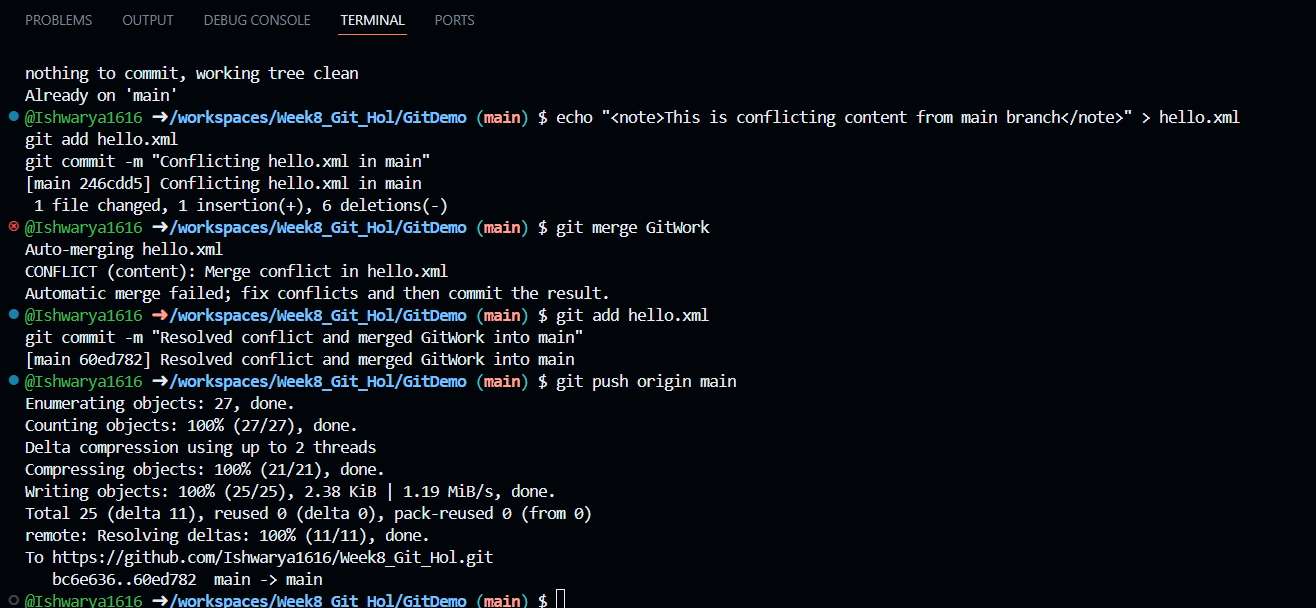 PROBLEMS OUTPUT DEBUG CONSOLE TERMINAL PORTS
nothing to commit, working tree clean
Already on 'main'
@Ishwarya1616 ➜/workspaces/Week8_Git_Hol/GitDemo (main) $ echo "<note>This is conflicting content from main branch</note>" > hello.xml
git add hello.xml
git commit -m "Conflicting hello.xml in main"
[main 246cdd5] Conflicting hello.xml in main
 1 file changed, 1 insertion(+), 6 deletions(-)
@Ishwarya1616 ➜/workspaces/Week8_Git_Hol/GitDemo (main) $ git merge GitWork
Auto-merging hello.xml
CONFLICT (content): Merge conflict in hello.xml
Automatic merge failed; fix conflicts and then commit the result.
@Ishwarya1616 ➜/workspaces/Week8_Git_Hol/GitDemo (main) $ git add hello.xml
git commit -m "Resolved conflict and merged GitWork into main"
[main 60ed782] Resolved conflict and merged GitWork into main
@Ishwarya1616 ➜/workspaces/Week8_Git_Hol/GitDemo (main) $ git push origin main
Enumerating objects: 27, done.
Counting objects: 100% (27/27), done.
Delta compression using up to 2 threads
Compressing objects: 100% (21/21), done.
Writing objects: 100% (25/25), 2.38 KiB | 1.19 MiB/s, done.
Total 25 (delta 11), reused 0 (delta 0), pack-reused 0 (from 0)
remote: Resolving deltas: 100% (11/11), done.
To https://github.com/Ishwarya1616/Week8_Git_Hol.git
   bc6e636..60ed782  main -> main
@Ishwarya1616 ➜/workspaces/Week8_Git_Hol/GitDemo (main) $